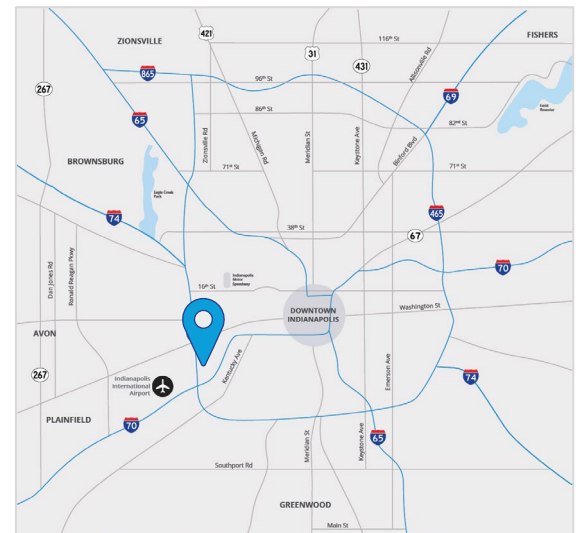 421
ZIONSVILLE
116th St
FISHERS
31
431
Allisonville Rd
865
96th St
267
69
65
86th St
82nd St
Geist
Reservoir
Zionsville Rd
Michigan Rd
Meridian St
Keystone Ave
Binford Blvd
BROWNSBURG
71st St
71st St
Eagle Creek
Park
465
74
38th St
67
70
Dan Jones Rd
Ronald Reagan Pkwy
Indianapolis
Motor
Speedway
16th St
DOWNTOWN
INDIANAPOLIS
Washington St
AVON
Kentucky Ave
Emerson Ave
267
Indianapolis
International
Airport
74
PLAINFIELD
70
65
Meridian St
Keystone Ave
Southport Rd
GREENWOOD
Main St